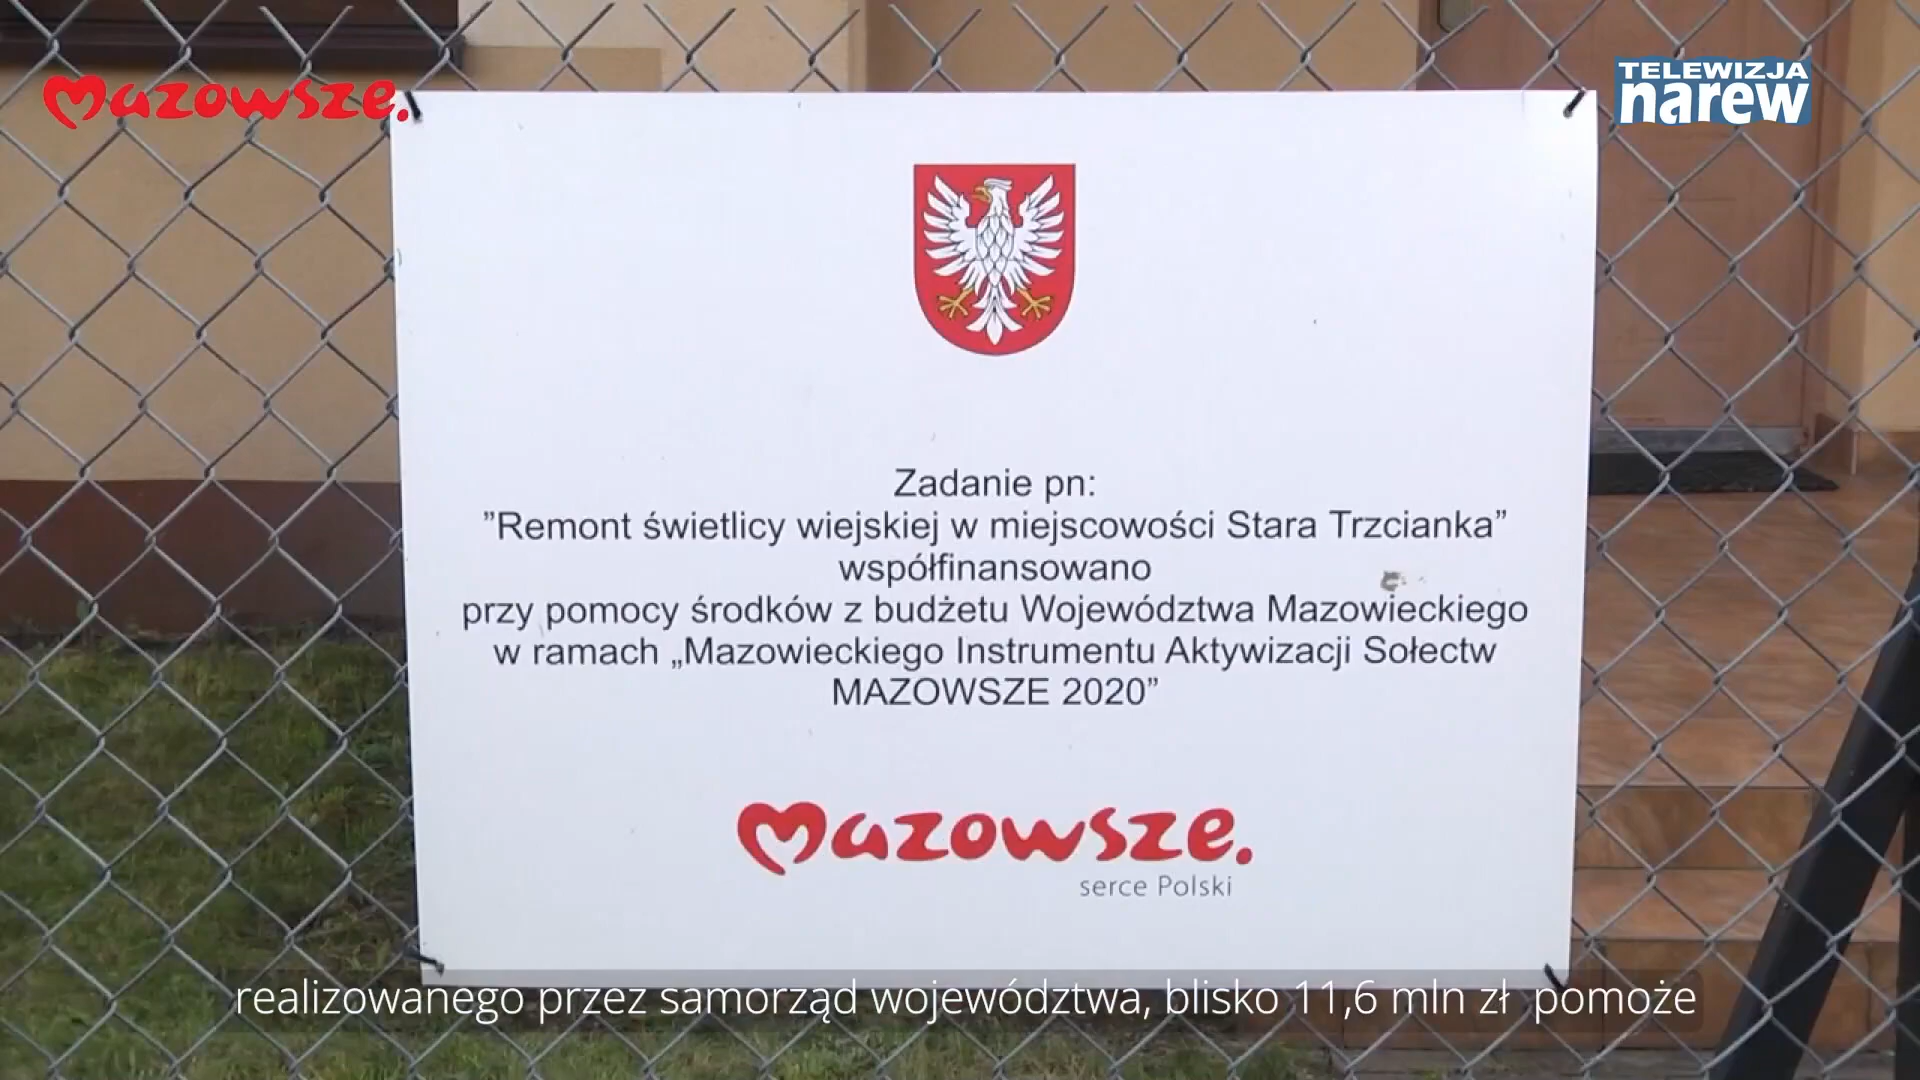 Mazowsze.
TELEWIZJA
narew
Zadanie pn:
”Remont świetlicy wiejskiej w miejscowości Stara Trzcianka”
współfinansowano
przy pomocy środków z budżetu Województwa Mazowieckiego
w ramach „Mazowieckiego Instrumentu Aktywizacji Sołectw
MAZOWSZE 2020”
Mazowsze.
serce Polski
realizowanego przez samorząd województwa, blisko 11,6 mln zł pomoże